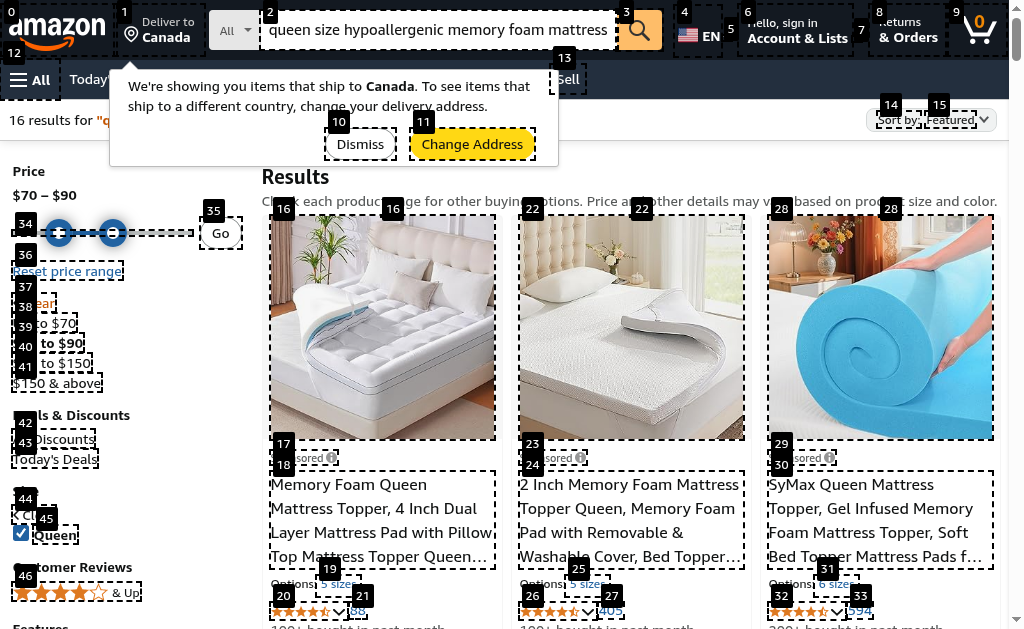 amazon
Deliver to
Canada
All
queen size hypoallergenic memory foam mattress
EN
Hello, sign in
Account & Lists
Returns
& Orders
0
All
Today'
Sell
We're showing you items that ship to Canada. To see items that
ship to a different country, change your delivery address.
Dismiss
Change Address
16 results for "q
Sort by: Featured
Price
$70 – $90
Go
Reset price range
to $70
to $90
to $150
$150 & above
Deals & Discounts
Discounts
Today's Deals
Queen
Customer Reviews
& Up
Features
Results
Check each product page for other buying options. Price and other details may vary based on product size and color.
Sponsored
Memory Foam Queen
Mattress Topper, 4 Inch Dual
Layer Mattress Pad with Pillow
Top Mattress Topper Queen…
Options: 5 sizes
88
100+ bought in past month
Sponsored
2 Inch Memory Foam Mattress
Topper Queen, Memory Foam
Pad with Removable &
Washable Cover, Bed Topper…
Options: 5 sizes
405
100+ bought in past month
Sponsored
SyMax Queen Mattress
Topper, Gel Infused Memory
Foam Mattress Topper, Soft
Bed Topper Mattress Pads f…
Options: 6 sizes
594
200+ bought in past month
0
1
2
3
4
5
6
7
8
9
10
11
12
13
14
15
16
16
17
18
19
20
21
22
22
23
24
25
26
27
28
28
29
30
31
32
33
34
35
36
37
38
39
40
41
42
43
44
45
46